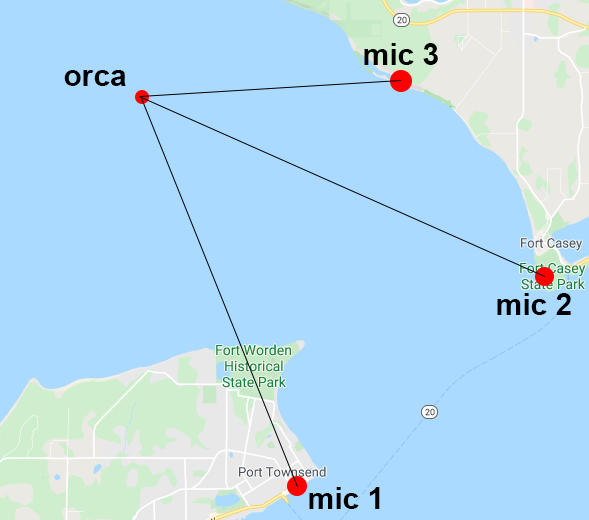 20
mic 3
orca
Fort Casey
Fort Casey
State Park
mic 2
Fort Worden
Historical
State Park
20
Port Townsend
mic 1